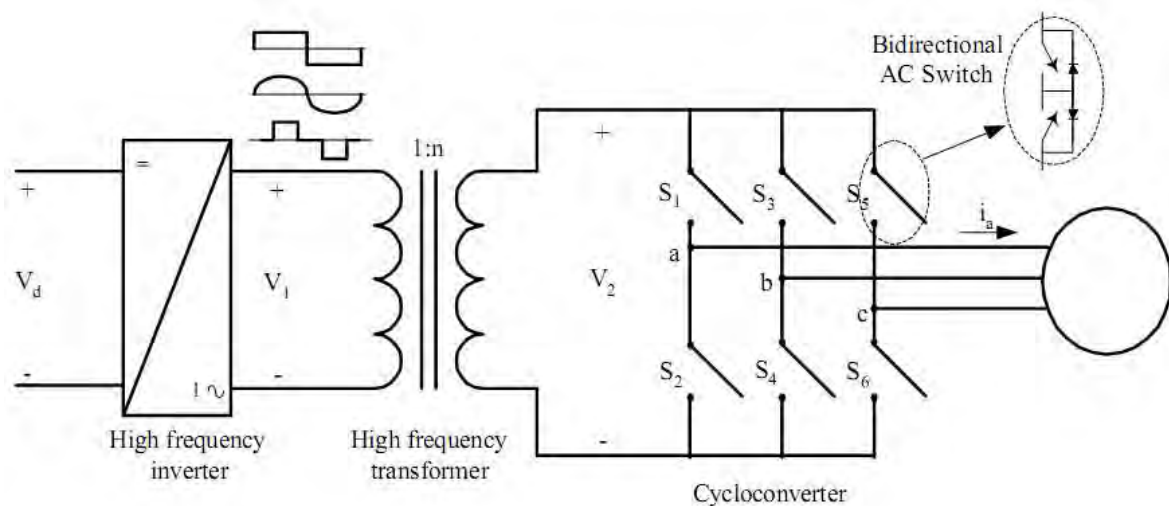 Bidirectional
AC Switch
1:n
+
=
+
+
S1
S3
S5
ia
a
Vd
V1
V2
b
c
1 ~
S2
S4
S6
-
-
-
High frequency
inverter
High frequency
transformer
Cycloconverter